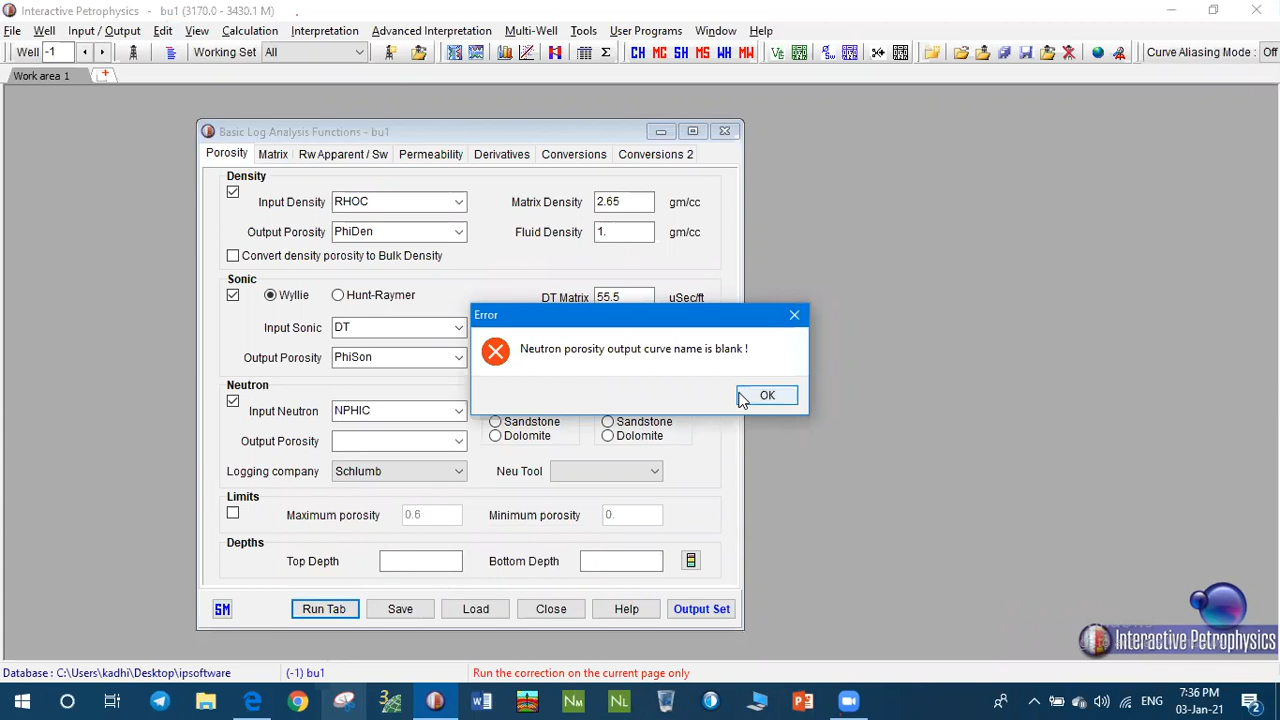 Interactive Petrophysics - bu1 (3170.0 - 3430.1 M)
File Well Input / Output Edit View Calculation Interpretation Advanced Interpretation Multi-Well Tools User Programs Window Help
Well -1 Working Set All CH MC SH MS WH MW Curve Aliasing Mode : Off
Work area 1
Basic Log Analysis Functions - bu1
Porosity Matrix Rw Apparent / Sw Permeability Derivatives Conversions Conversions 2
Density
Input Density RHOC Matrix Density 2.65 gm/cc
Output Porosity PhiDen Fluid Density 1. gm/cc
Convert density porosity to Bulk Density
Sonic
Wyllie Hunt-Raymer DT Matrix 55.5 uSec/ft
Error
Input Sonic DT
Neutron porosity output curve name is blank !
Output Porosity PhiSon
Neutron
OK
Input Neutron NPHIC
Sandstone Sandstone
Output Porosity Dolomite Dolomite
Logging company Schlumb Neu Tool
Limits
Maximum porosity 0.6 Minimum porosity 0.
Depths
Top Depth Bottom Depth
SM Run Tab Save Load Close Help Output Set
Interactive Petrophysics
Database : C:\Users\kadhi\Desktop\ipsoftware (-1) bu1 Run the correction on the current page only
ENG 7:36 PM
03-Jan-21 2